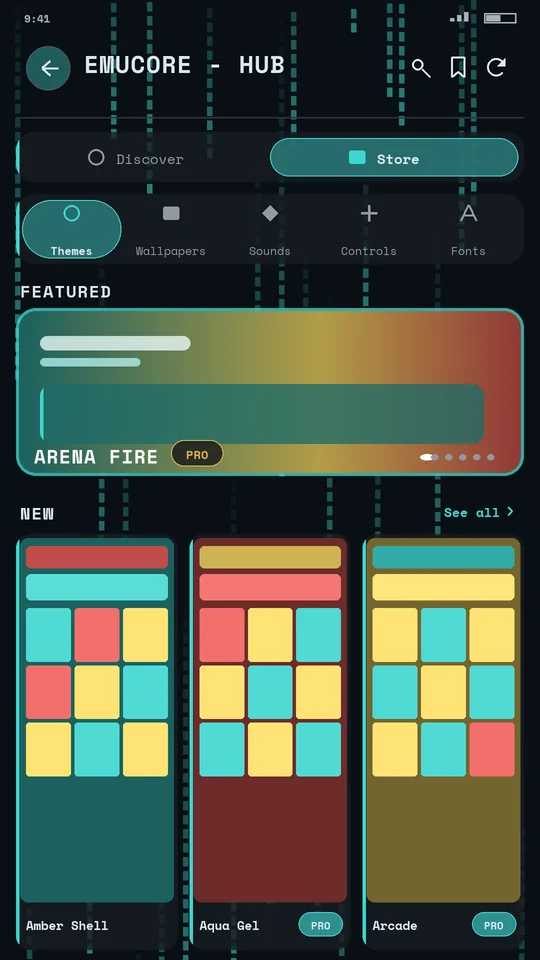 9:41
EMUCORE - HUB
Discover
Store
Themes
Wallpapers
Sounds
Controls
Fonts
FEATURED
ARENA FIRE
PRO
NEW
See all
Amber Shell
Aqua Gel
PRO
Arcade
PRO